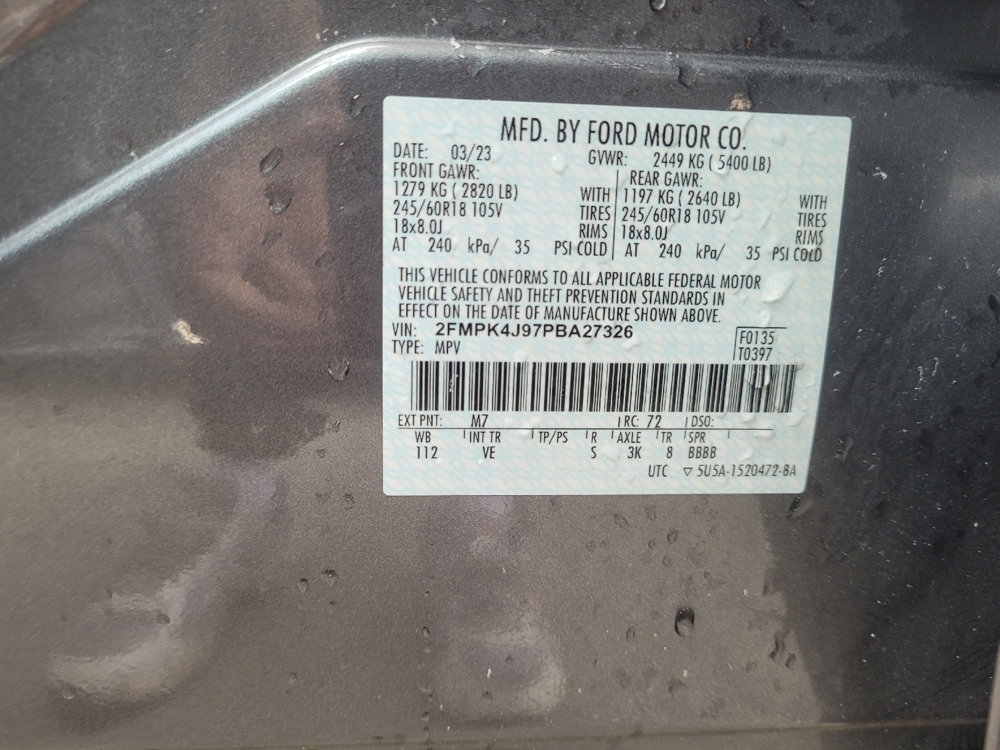 MFD. BY FORD MOTOR CO.
DATE: 03/23 GVWR: 2449 KG ( 5400 LB)
FRONT GAWR: REAR GAWR:
1279 KG ( 2820 LB) WITH 1197 KG ( 2640 LB) WITH
245/60R18 105V TIRES 245/60R18 105V TIRES
18x8.0J RIMS 18x8.0J RIMS
AT 240 kPa/ 35 PSI COLD AT 240 kPa/ 35 PSI COLD
THIS VEHICLE CONFORMS TO ALL APPLICABLE FEDERAL MOTOR
VEHICLE SAFETY AND THEFT PREVENTION STANDARDS IN
EFFECT ON THE DATE OF MANUFACTURE SHOWN ABOVE.
VIN: 2FMPK4J97PBA27326 F0135
TYPE: MPV T0397
EXT PNT: M7 RC: 72 DSO:
WB INT TR TP/PS R AXLE TR SPR
112 VE S 3K 8 BBBB
UTC ▽ 5U5A-1520472-BA